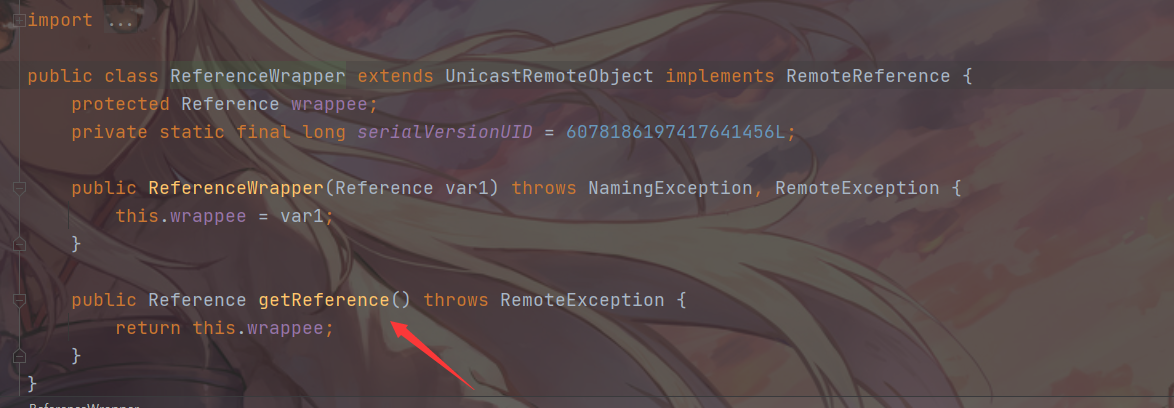 import ...
public class ReferenceWrapper extends UnicastRemoteObject implements RemoteReference {
protected Reference wrappee;
private static final long serialVersionUID = 6078186197417641456L;
public ReferenceWrapper(Reference var1) throws NamingException, RemoteException {
this.wrappee = var1;
}
public Reference getReference() throws RemoteException {
return this.wrappee;
}
}
ReferenceWrapper